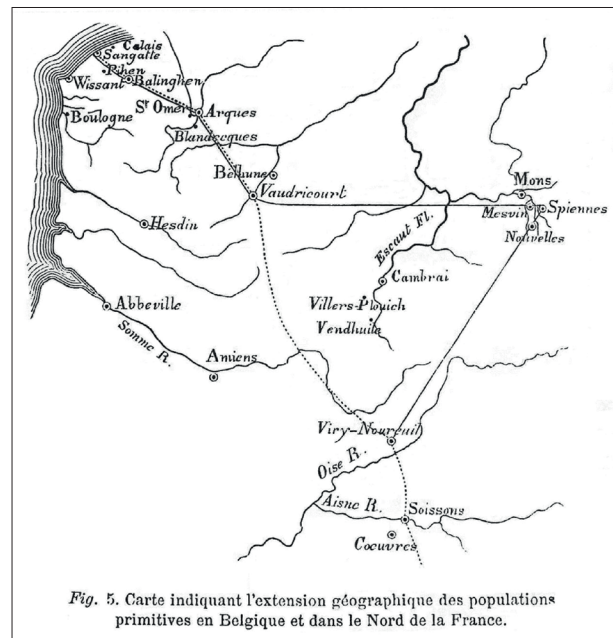 Calais
Sangatte
Pihen
Wissant
Balinghen
St Omer
Arques
Boulogne
Blandecques
Béthune
Vaudricourt
Mons
Mesvin
Spiennes
Nouvelles
Hesdin
Escaut Fl.
Cambrai
Abbeville
Villers-Plouich
Vendhuile
Somme R.
Amiens
Viry-Noureuil
Oise R.
Aisne R.
Soissons
Coeuvres
Fig. 5. Carte indiquant l'extension géographique des populations
primitives en Belgique et dans le Nord de la France.